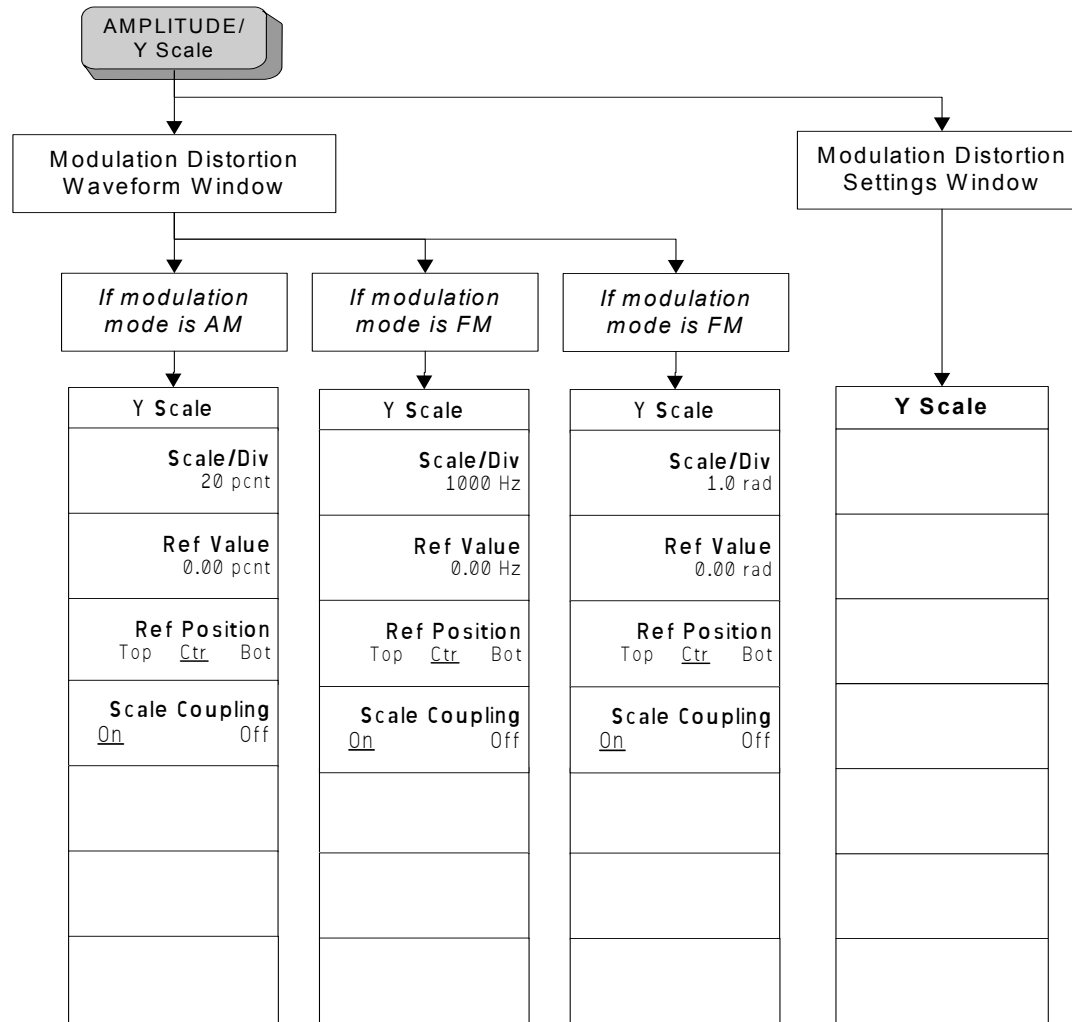 AMPLITUDE/
Y Scale
Modulation Distortion
Waveform Window
Modulation Distortion
Settings Window
If modulation
mode is AM
If modulation
mode is FM
If modulation
mode is FM
Y Scale
Scale/Div
20 pcnt
Ref Value
0.00 pcnt
Ref Position
Top Ctr Bot
Scale Coupling
On Off
Y Scale
Scale/Div
1000 Hz
Ref Value
0.00 Hz
Ref Position
Top Ctr Bot
Scale Coupling
On Off
Y Scale
Scale/Div
1.0 rad
Ref Value
0.00 rad
Ref Position
Top Ctr Bot
Scale Coupling
On Off
Y Scale